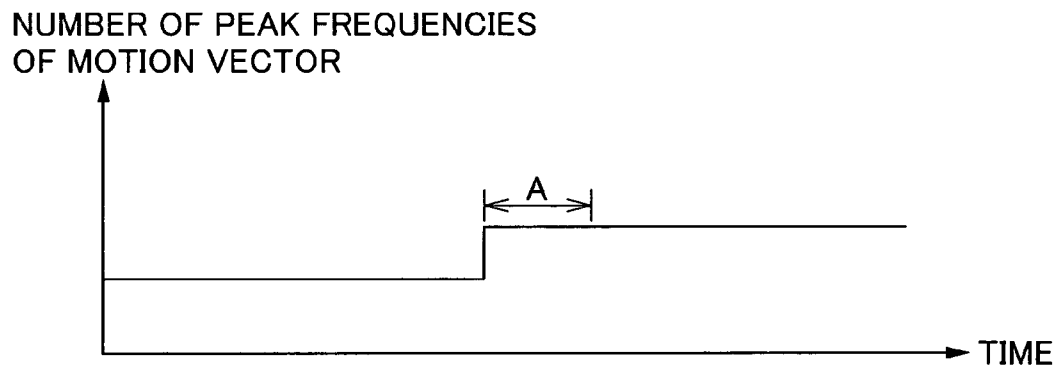 NUMBER OF PEAK FREQUENCIES
OF MOTION VECTOR
A
TIME